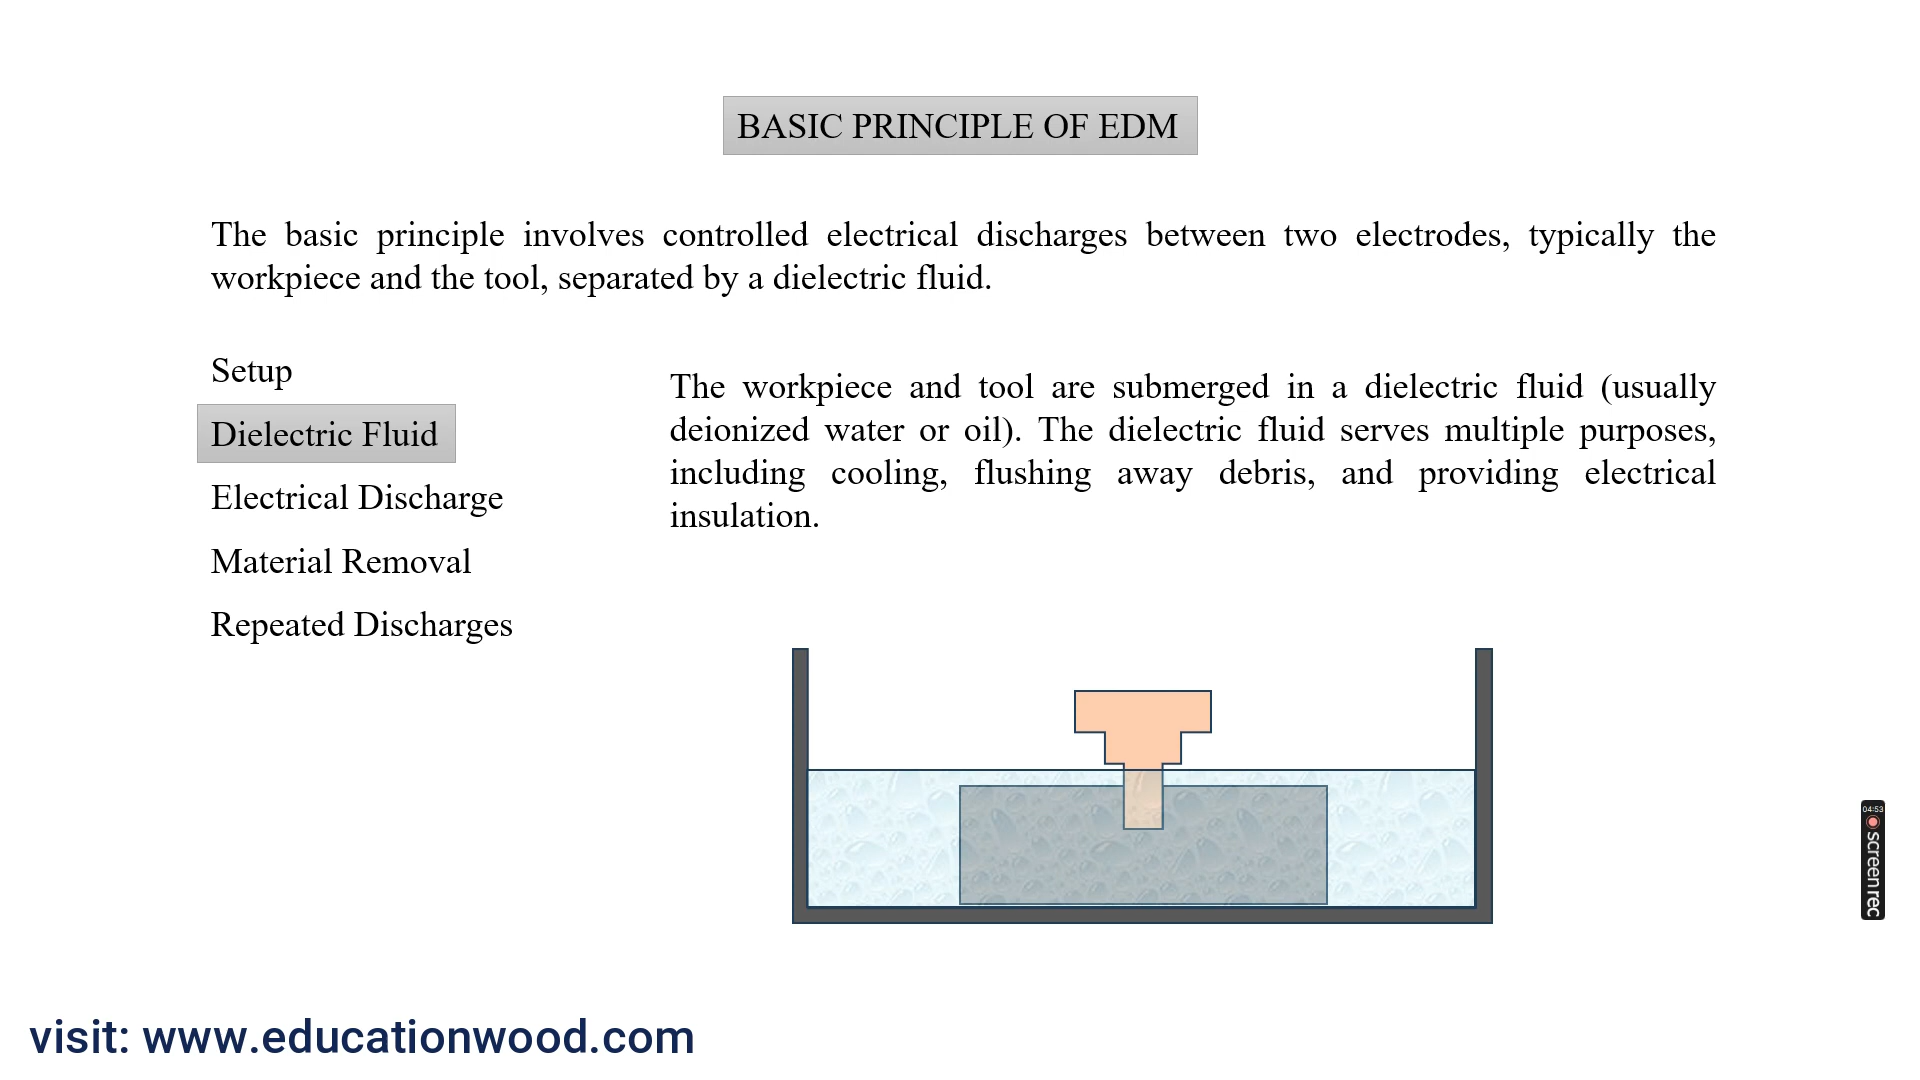 BASIC PRINCIPLE OF EDM
The basic principle involves controlled electrical discharges between two electrodes, typically the
workpiece and the tool, separated by a dielectric fluid.
Setup
Dielectric Fluid
Electrical Discharge
Material Removal
Repeated Discharges
The workpiece and tool are submerged in a dielectric fluid (usually
deionized water or oil). The dielectric fluid serves multiple purposes,
including cooling, flushing away debris, and providing electrical
insulation.
04:53
screenrec
visit: www.educationwood.com